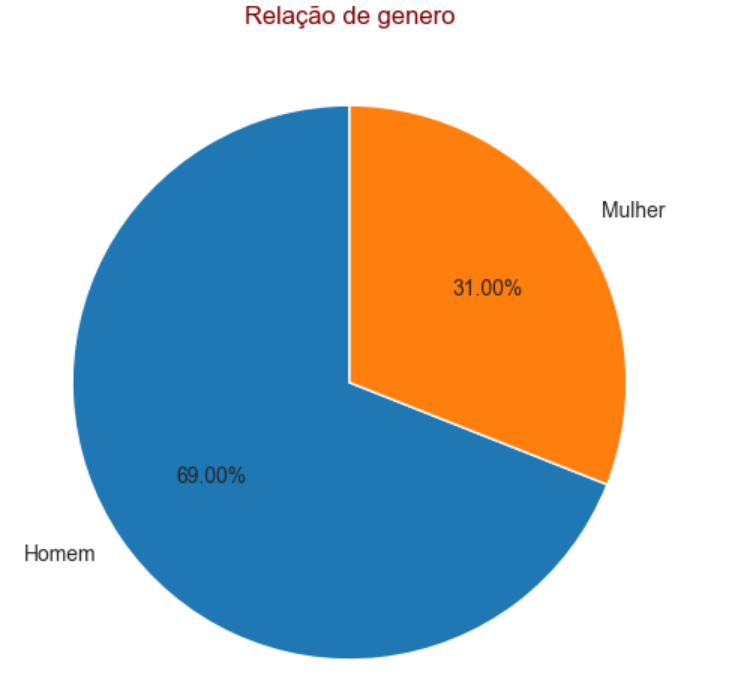 Relação de genero
Mulher
31.00%
69.00%
Homem